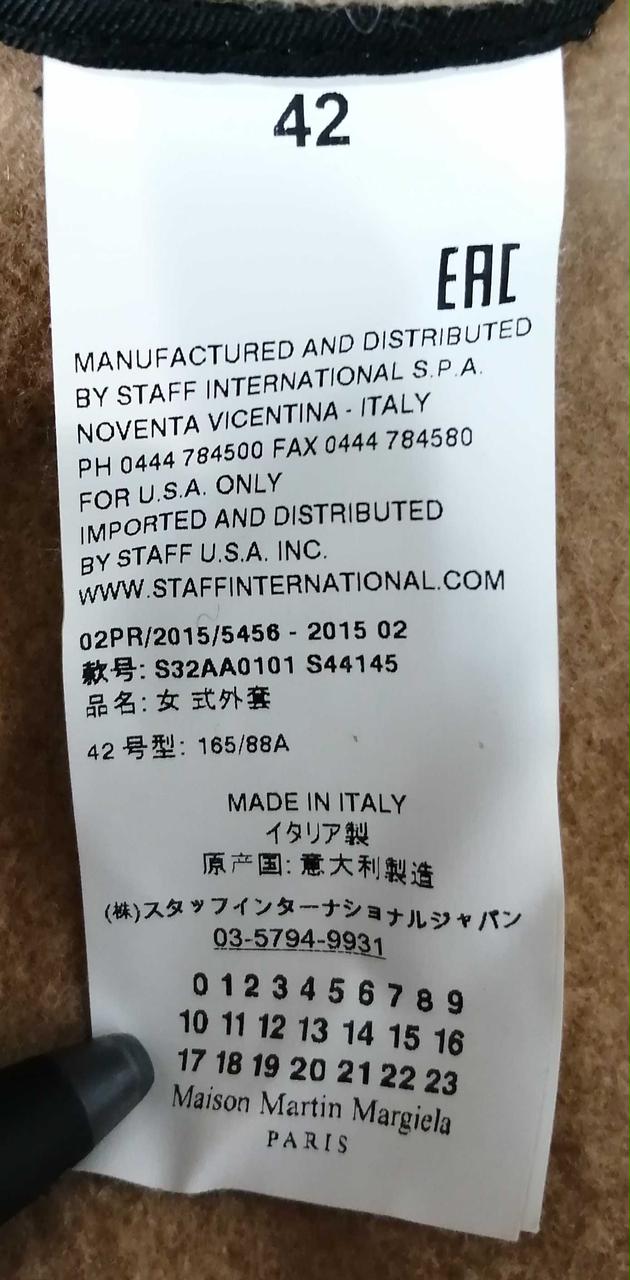 42
EAC
MANUFACTURED AND DISTRIBUTED
BY STAFF INTERNATIONAL S.P.A.
NOVENTA VICENTINA - ITALY
PH 0444 784500 FAX 0444 784580
FOR U.S.A. ONLY
IMPORTED AND DISTRIBUTED
BY STAFF U.S.A. INC.
WWW.STAFFINTERNATIONAL.COM
02PR/2015/5456 - 2015 02
款号: S32AA0101 S44145
品名: 女 式外套
42 号型: 165/88A
MADE IN ITALY
イタリア製
原产国: 意大利製造
(株)スタッフインターナショナルジャパン
03-5794-9931
0 1 2 3 4 5 6 7 8 9
10 11 12 13 14 15 16
17 18 19 20 21 22 23
Maison Martin Margiela
PARIS